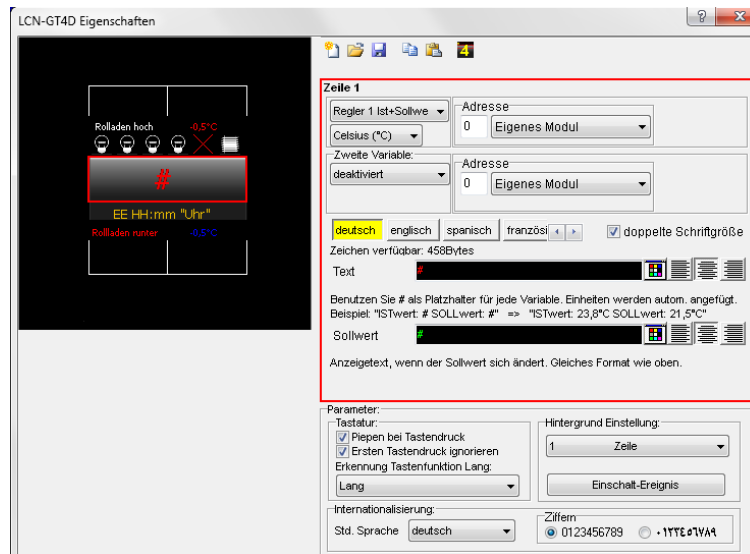 LCN-GT4D Eigenschaften
4
Rolladen hoch -0,5°C
#
EE HH:mm "Uhr"
Rollladen runter -0,5°C
Zeile 1
Regler 1 Ist+Sollwe
Adresse
0 Eigenes Modul
Celsius (°C)
Zweite Variable:
deaktiviert
Adresse
0 Eigenes Modul
deutsch englisch spanisch französi doppelte Schriftgröße
Zeichen verfügbar: 458Bytes
Text #
Benutzen Sie # als Platzhalter für jede Variable. Einheiten werden autom. angefügt.
Beispiel: "ISTwert: # SOLLwert: #" => "ISTwert: 23,8°C SOLLwert: 21,5°C"
Sollwert #
Anzeigetext, wenn der Sollwert sich ändert. Gleiches Format wie oben.
Parameter:
Tastatur:
Piepen bei Tastendruck
Ersten Tastendruck ignorieren
Erkennung Tastenfunktion Lang:
Lang
Hintergrund Einstellung:
1 Zeile
Einschalt-Ereignis
Internationalisierung:
Std. Sprache deutsch
Ziffern
0123456789 ٠١٢٣٤٥٦٧٨٩